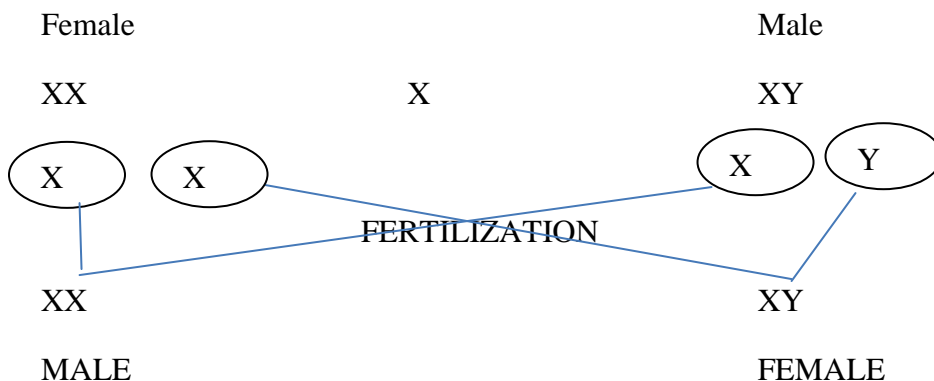 Female Male
XX X XY
X X X Y
FERTILIZATION
XX XY
MALE FEMALE